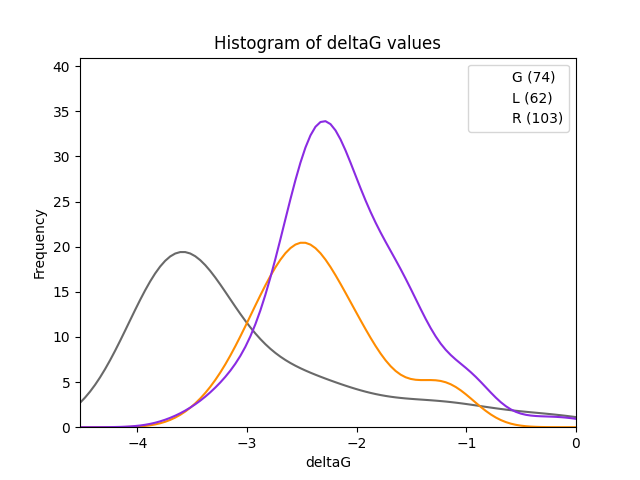 Histogram of deltaG values
G (74)
L (62)
R (103)
Frequency
40
35
30
25
20
15
10
5
0
−4
−3
−2
−1
0
deltaG